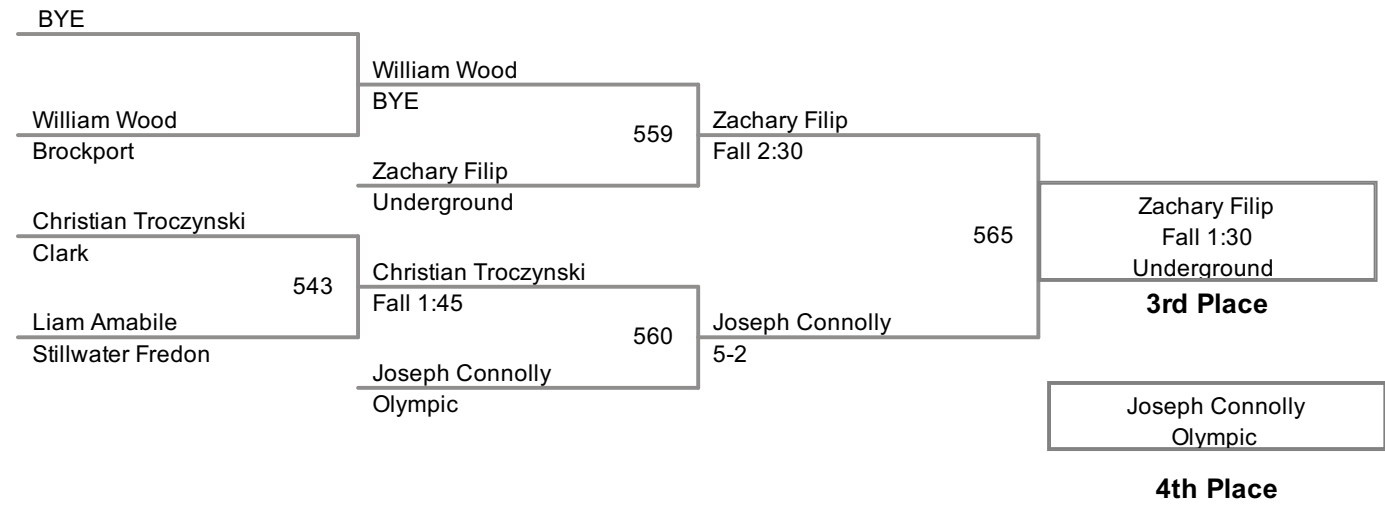 BYE
William Wood
BYE
William Wood
Brockport
559
Zachary Filip
Fall 2:30
Zachary Filip
Underground
Christian Troczynski
Clark
543
Christian Troczynski
Fall 1:45
Liam Amabile
Stillwater Fredon
560
Joseph Connolly
5-2
Joseph Connolly
Olympic
565
Zachary Filip
Fall 1:30
Underground
3rd Place
Joseph Connolly
Olympic
4th Place